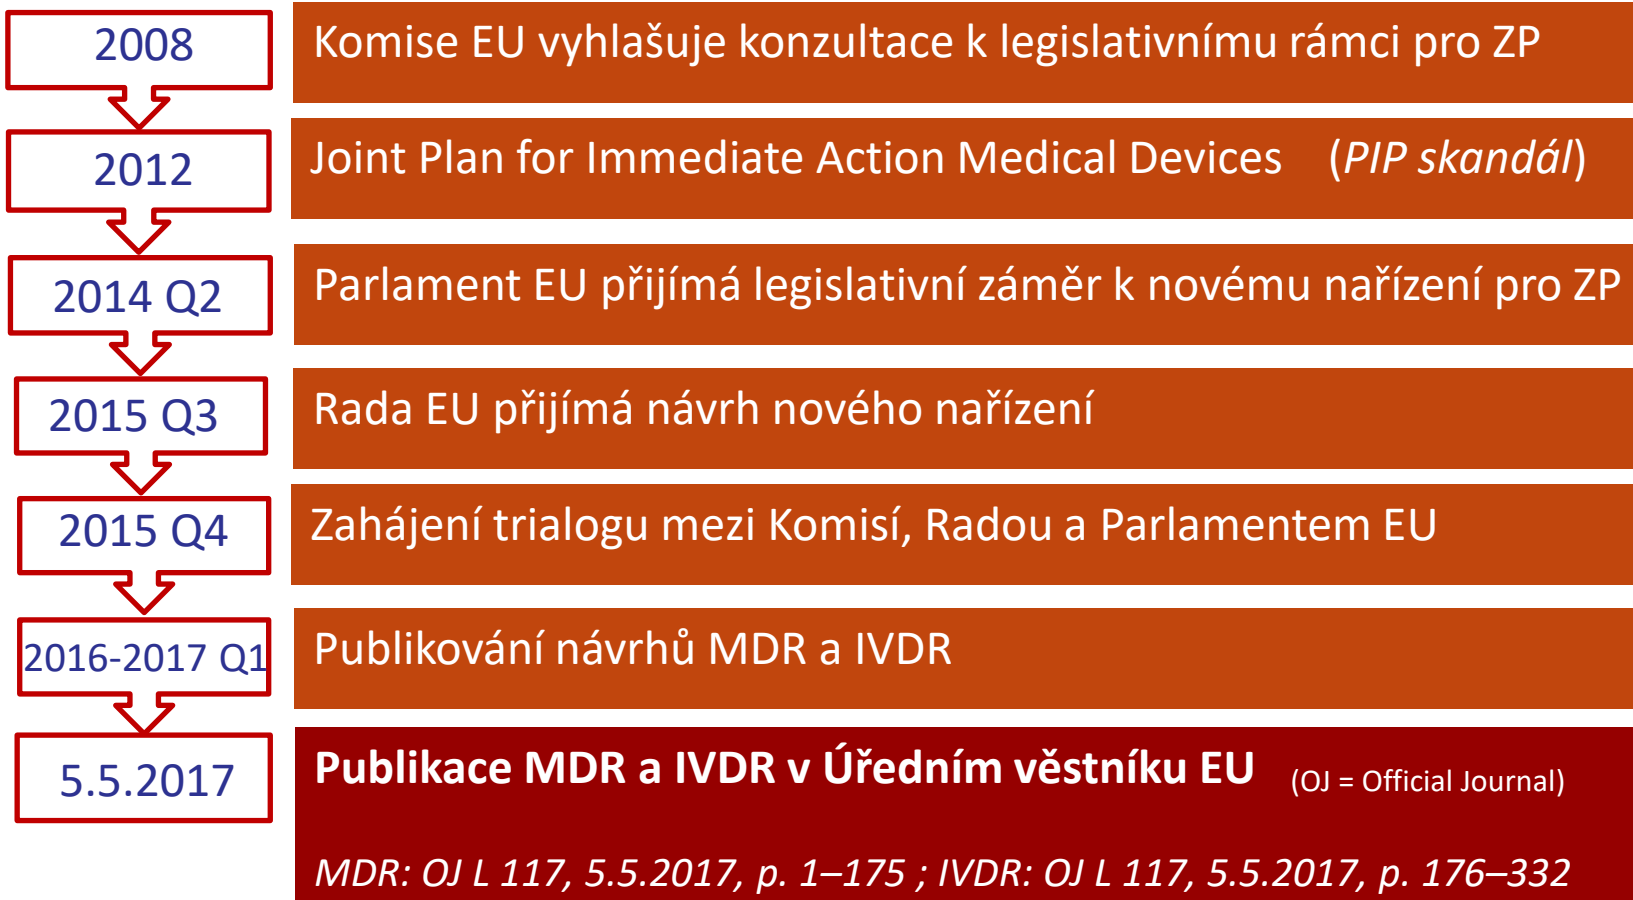 2008
Komise EU vyhlašuje konzultace k legislativnímu rámci pro ZP
2012
Joint Plan for Immediate Action Medical Devices (PIP skandál)
2014 Q2
Parlament EU přijímá legislativní záměr k novému nařízení pro ZP
2015 Q3
Rada EU přijímá návrh nového nařízení
2015 Q4
Zahájení trialogu mezi Komisí, Radou a Parlamentem EU
2016-2017 Q1
Publikování návrhů MDR a IVDR
5.5.2017
Publikace MDR a IVDR v Úředním věstníku EU (OJ = Official Journal)
MDR: OJ L 117, 5.5.2017, p. 1–175 ; IVDR: OJ L 117, 5.5.2017, p. 176–332